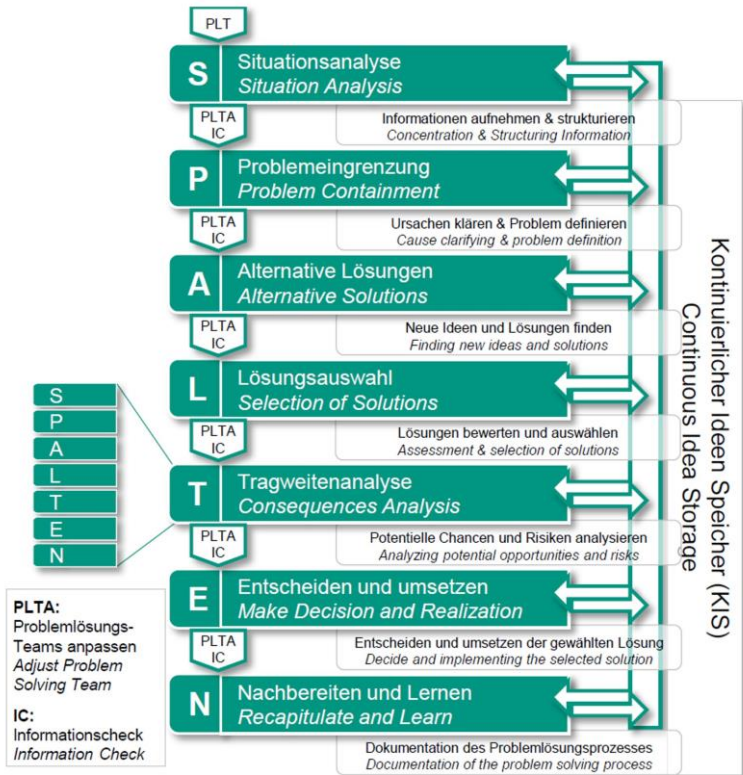 PLT
S
Situationsanalyse
Situation Analysis
PLTA
IC
Informationen aufnehmen & strukturieren
Concentration & Structuring Information
P
Problemeingrenzung
Problem Containment
PLTA
IC
Ursachen klären & Problem definieren
Cause clarifying & problem definition
A
Alternative Lösungen
Alternative Solutions
PLTA
IC
Neue Ideen und Lösungen finden
Finding new ideas and solutions
L
Lösungsauswahl
Selection of Solutions
PLTA
IC
Lösungen bewerten und auswählen
Assessment & selection of solutions
T
Tragweitenanalyse
Consequences Analysis
PLTA
IC
Potentielle Chancen und Risiken analysieren
Analyzing potential opportunities and risks
E
Entscheiden und umsetzen
Make Decision and Realization
PLTA
IC
Entscheiden und umsetzen der gewählten Lösung
Decide and implementing the selected solution
N
Nachbereiten und Lernen
Recapitulate and Learn
Dokumentation des Problemlösungsprozesses
Documentation of the problem solving process
Kontinuierlicher Ideen Speicher (KIS)
Continuous Idea Storage
S
P
A
L
T
E
N
PLTA:
Problemlösungs-
Teams anpassen
Adjust Problem
Solving Team
IC:
Informationscheck
Information Check